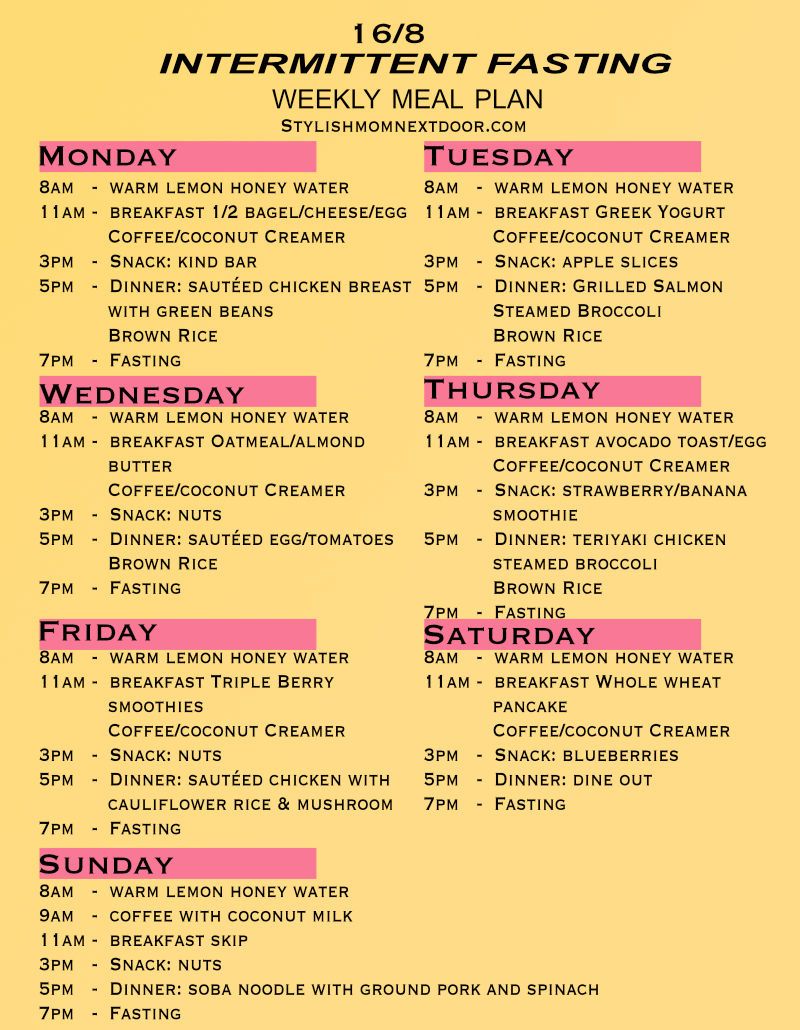 16/8
INTERMITTENT FASTING
WEEKLY MEAL PLAN
Stylishmomnextdoor.com
Monday
8am - warm lemon honey water
11am - breakfast 1/2 bagel/cheese/egg
Coffee/coconut Creamer
3pm - Snack: kind bar
5pm - Dinner: sautéed chicken breast
with green beans
Brown Rice
7pm - Fasting
Tuesday
8am - warm lemon honey water
11am - breakfast Greek Yogurt
Coffee/coconut Creamer
3pm - Snack: apple slices
5pm - Dinner: Grilled Salmon
Steamed Broccoli
Brown Rice
7pm - Fasting
Wednesday
8am - warm lemon honey water
11am - breakfast Oatmeal/almond
butter
Coffee/coconut Creamer
3pm - Snack: nuts
5pm - Dinner: sautéed egg/tomatoes
Brown Rice
7pm - Fasting
Thursday
8am - warm lemon honey water
11am - breakfast avocado toast/egg
Coffee/coconut Creamer
3pm - Snack: strawberry/banana
smoothie
5pm - Dinner: teriyaki chicken
steamed broccoli
Brown Rice
7pm - Fasting
Friday
8am - warm lemon honey water
11am - breakfast Triple Berry
smoothies
Coffee/coconut Creamer
3pm - Snack: nuts
5pm - Dinner: sautéed chicken with
cauliflower rice & mushroom
7pm - Fasting
Saturday
8am - warm lemon honey water
11am - breakfast Whole wheat
pancake
Coffee/coconut Creamer
3pm - Snack: blueberries
5pm - Dinner: dine out
7pm - Fasting
Sunday
8am - warm lemon honey water
9am - coffee with coconut milk
11am - breakfast skip
3pm - Snack: nuts
5pm - Dinner: soba noodle with ground pork and spinach
7pm - Fasting